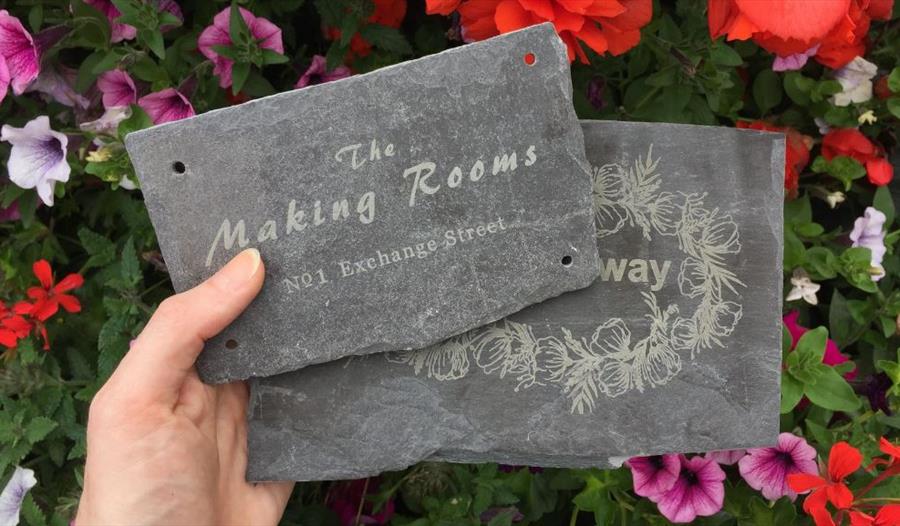 The
Making Rooms
Nº1 Exchange Street
way